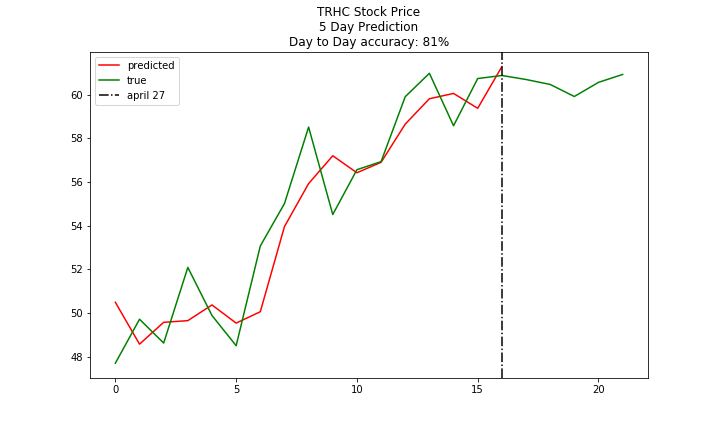 TRHC Stock Price
5 Day Prediction
Day to Day accuracy: 81%
predicted
true
april 27
60
58
56
54
52
50
48
0 5 10 15 20